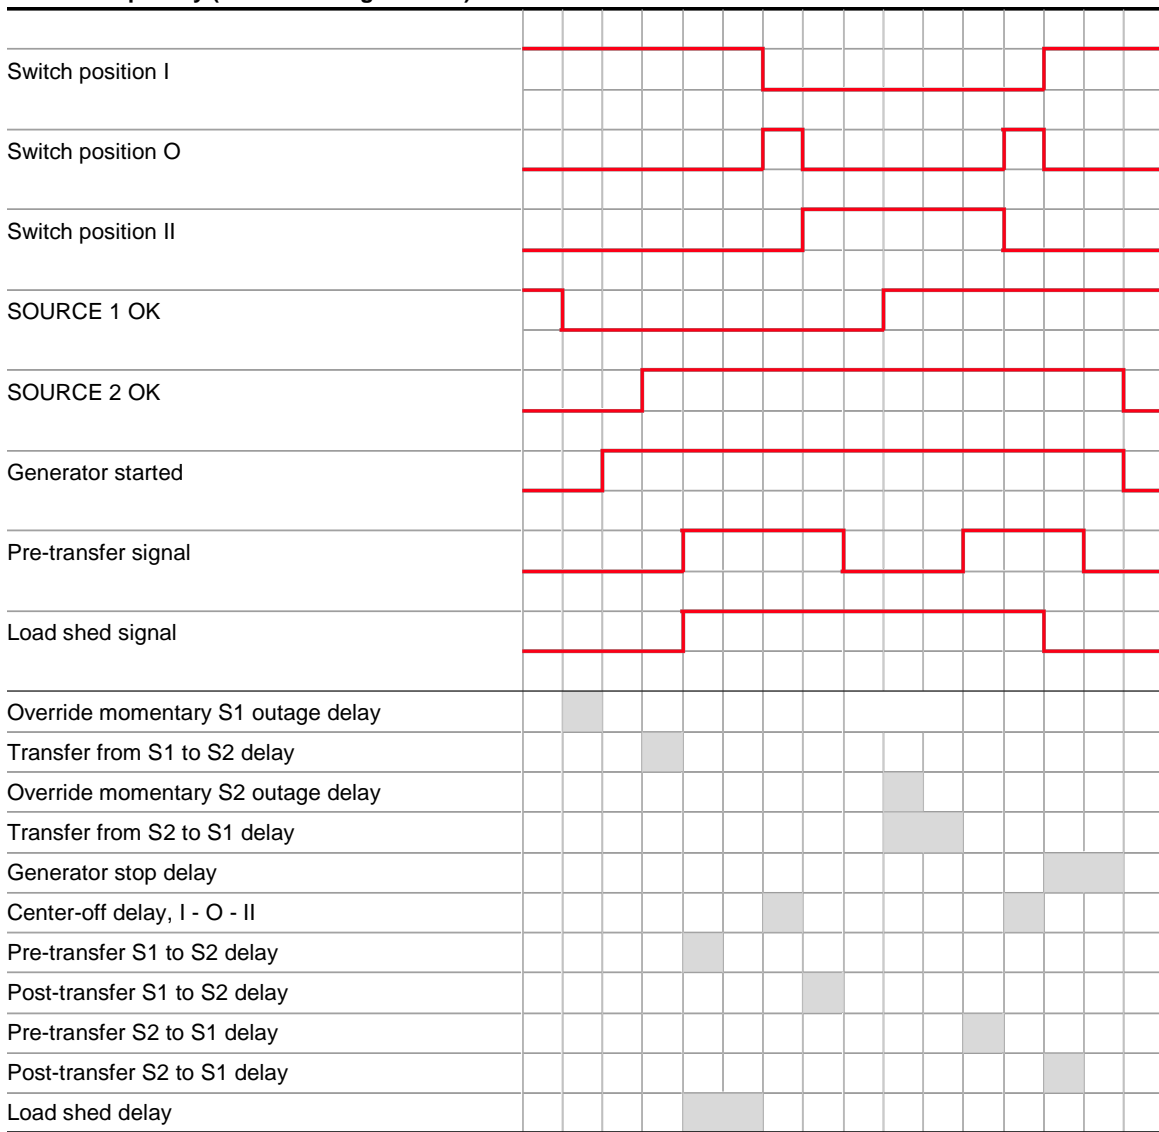 Switch position I
Switch position O
Switch position II
SOURCE 1 OK
SOURCE 2 OK
Generator started
Pre-transfer signal
Load shed signal
Override momentary S1 outage delay
Transfer from S1 to S2 delay
Override momentary S2 outage delay
Transfer from S2 to S1 delay
Generator stop delay
Center-off delay, I - O - II
Pre-transfer S1 to S2 delay
Post-transfer S1 to S2 delay
Pre-transfer S2 to S1 delay
Post-transfer S2 to S1 delay
Load shed delay